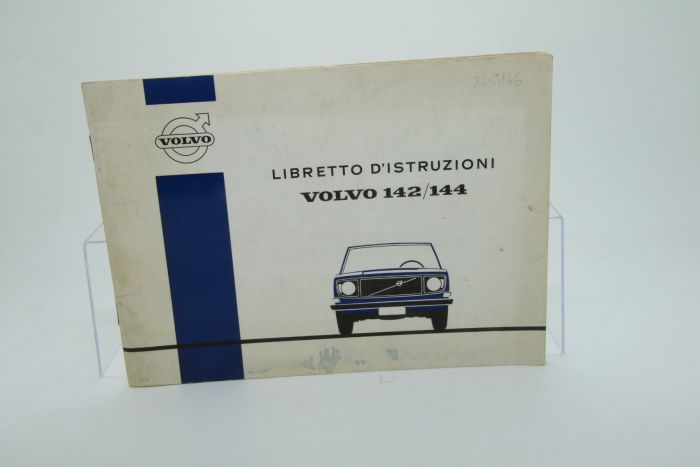 VOLVO
LIBRETTO D'ISTRUZIONI
VOLVO 142/144